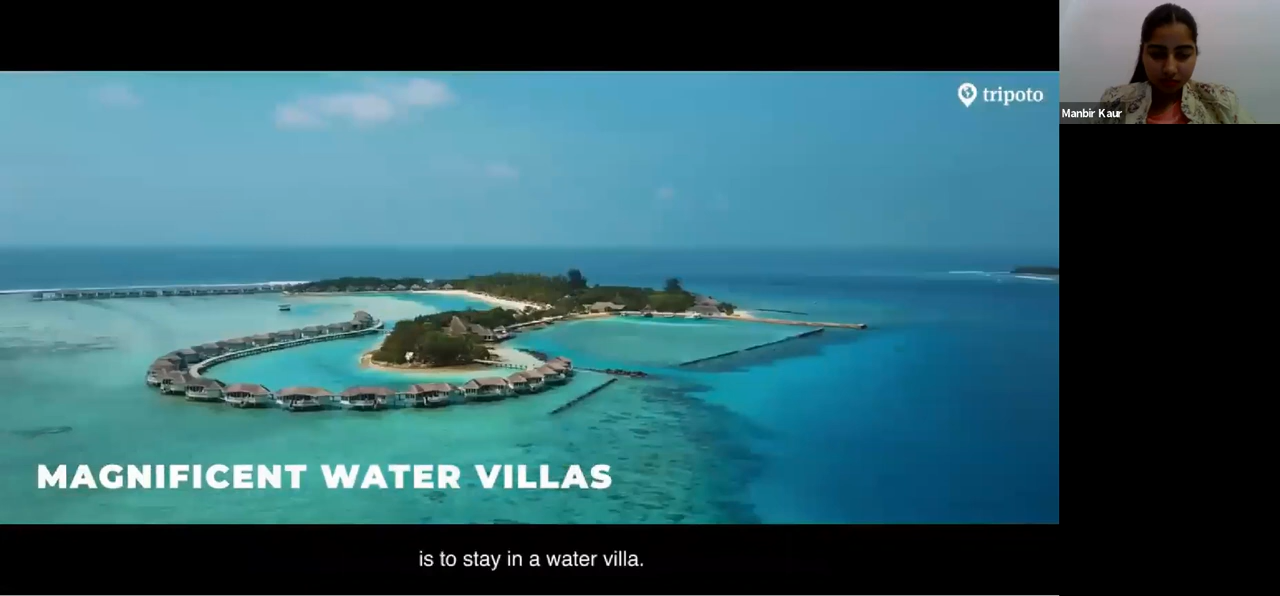 tripoto
Manbir Kaur
MAGNIFICENT WATER VILLAS
is to stay in a water villa.